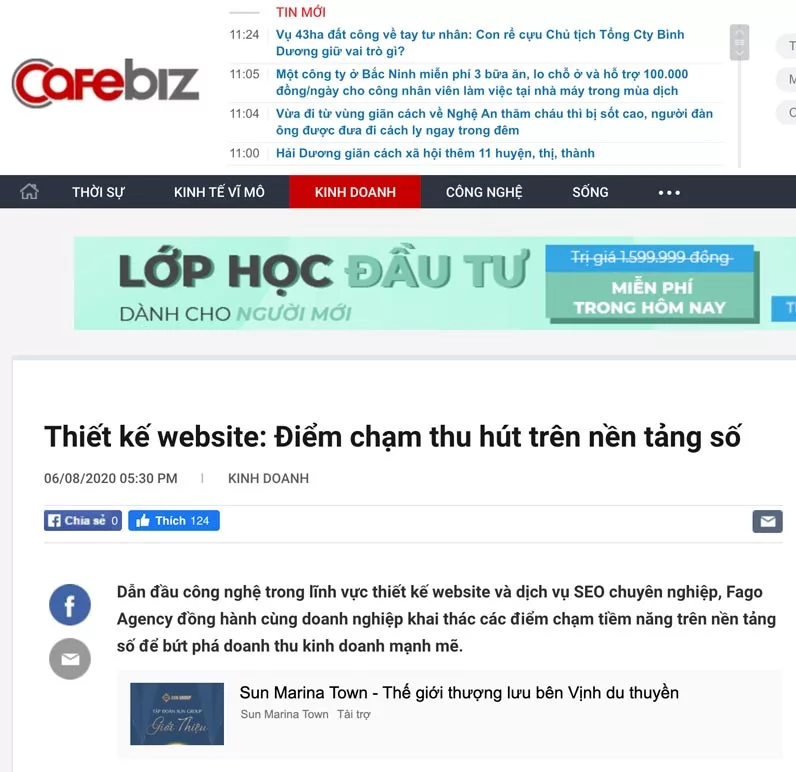 TIN MỚI
11:24 Vụ 43ha đất công về tay tư nhân: Con rể cựu Chủ tịch Tổng Cty Bình
Dương giữ vai trò gì?
11:05 Một công ty ở Bắc Ninh miễn phí 3 bữa ăn, lo chỗ ở và hỗ trợ 100.000
đồng/ngày cho công nhân viên làm việc tại nhà máy trong mùa dịch
11:04 Vừa đi từ vùng giãn cách về Nghệ An thăm cháu thì bị sốt cao, người đàn
ông được đưa đi cách ly ngay trong đêm
11:00 Hải Dương giãn cách xã hội thêm 11 huyện, thị, thành
Cafebiz
THỜI SỰ KINH TẾ VĨ MÔ KINH DOANH CÔNG NGHỆ SỐNG
LỚP HỌC ĐẦU TƯ
DÀNH CHO NGƯỜI MỚI
Trị giá 1.599.999 đồng
MIỄN PHÍ
TRONG HÔM NAY
Thiết kế website: Điểm chạm thu hút trên nền tảng số
06/08/2020 05:30 PM | KINH DOANH
Chia sẻ 0 Thích 124
Dẫn đầu công nghệ trong lĩnh vực thiết kế website và dịch vụ SEO chuyên nghiệp, Fago
Agency đồng hành cùng doanh nghiệp khai thác các điểm chạm tiềm năng trên nền tảng
số để bứt phá doanh thu kinh doanh mạnh mẽ.
SUN GROUP
TẬP ĐOÀN SUN GROUP
Giới Thiệu
Sun Marina Town - Thế giới thượng lưu bên Vịnh du thuyền
Sun Marina Town Tài trợ